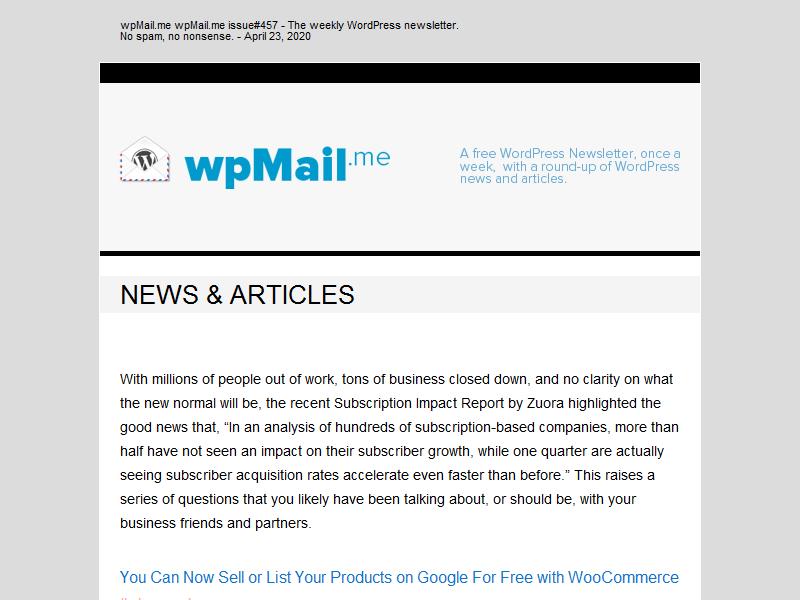 wpMail.me wpMail.me issue#457 - The weekly WordPress newsletter.
No spam, no nonsense. - April 23, 2020
wpMail.me
A free WordPress Newsletter, once a
week, with a round-up of WordPress
news and articles.
NEWS & ARTICLES
With millions of people out of work, tons of business closed down, and no clarity on what
the new normal will be, the recent Subscription Impact Report by Zuora highlighted the
good news that, “In an analysis of hundreds of subscription-based companies, more than
half have not seen an impact on their subscriber growth, while one quarter are actually
seeing subscriber acquisition rates accelerate even faster than before.” This raises a
series of questions that you likely have been talking about, or should be, with your
business friends and partners.
You Can Now Sell or List Your Products on Google For Free with WooCommerce